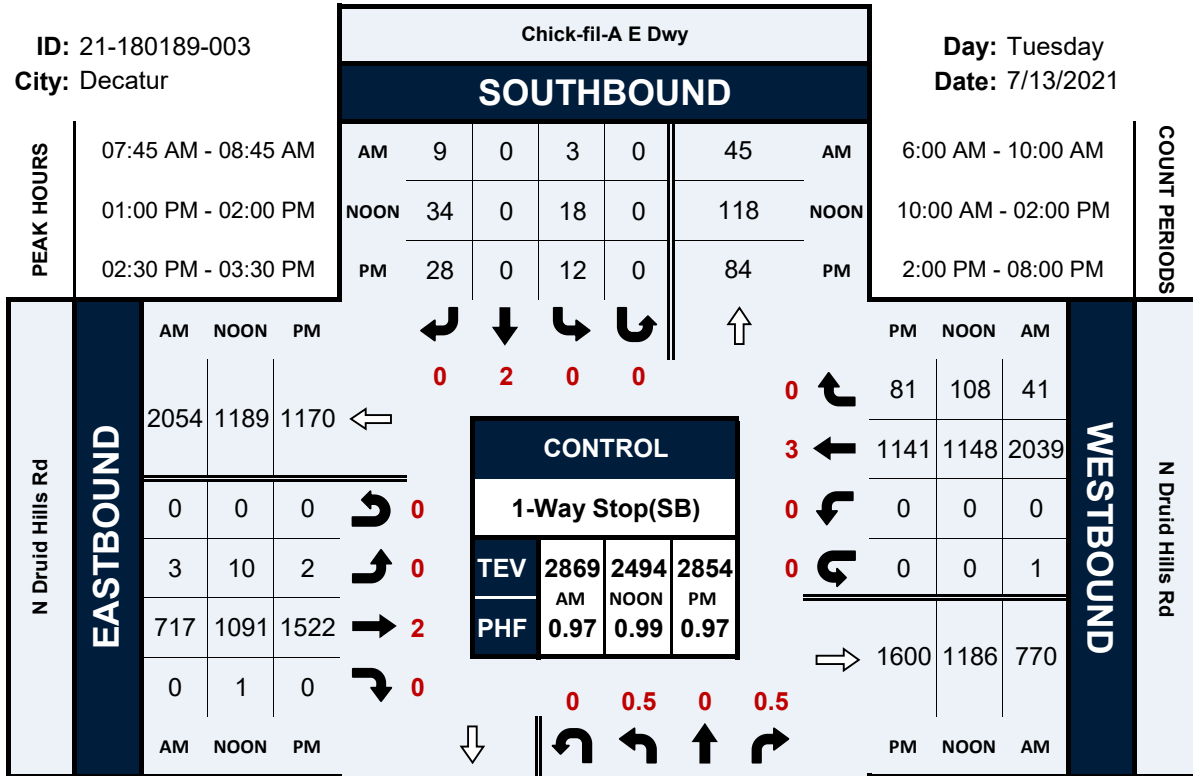 ID: 21-180189-003
City: Decatur
Chick-fil-A E Dwy
SOUTHBOUND
Day: Tuesday
Date: 7/13/2021
PEAK HOURS
07:45 AM - 08:45 AM
01:00 PM - 02:00 PM
02:30 PM - 03:30 PM
AM 9 0 3 0 45 AM
NOON 34 0 18 0 118 NOON
PM 28 0 12 0 84 PM
6:00 AM - 10:00 AM
10:00 AM - 02:00 PM
2:00 PM - 08:00 PM
COUNT PERIODS
0 2 0 0
N Druid Hills Rd
EASTBOUND
AM NOON PM
2054 1189 1170
0 0 0 0
3 10 2 0
717 1091 1522 2
0 1 0 0
AM NOON PM
CONTROL
1-Way Stop(SB)
TEV 2869 2494 2854
AM NOON PM
PHF 0.97 0.99 0.97
PM NOON AM
0 81 108 41
3 1141 1148 2039
0 0 0 0
0 0 0 1
1600 1186 770
PM NOON AM
WESTBOUND
N Druid Hills Rd
0 0.5 0 0.5